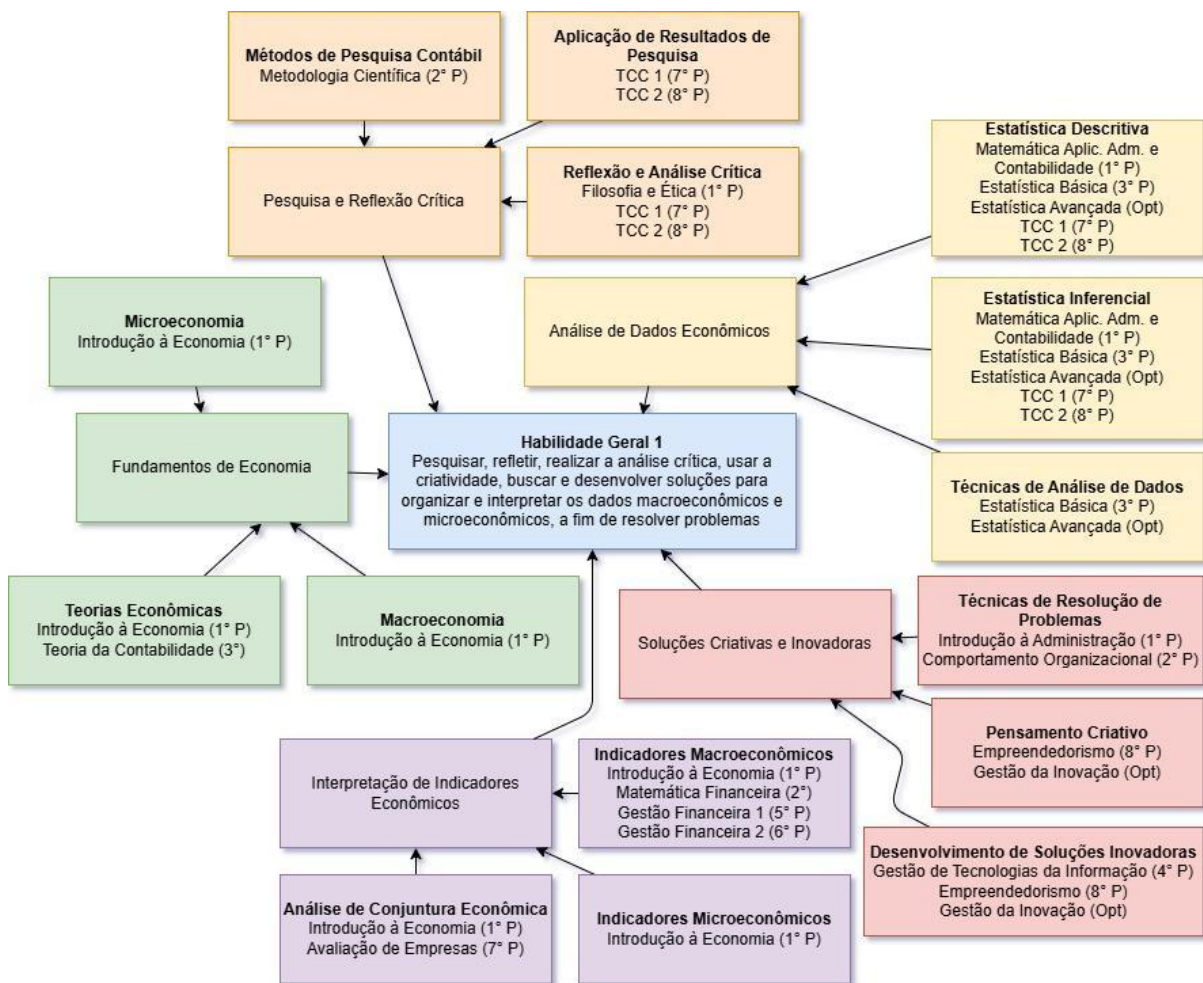 Métodos de Pesquisa Contábil
Metodologia Científica (2° P)
Aplicação de Resultados de
Pesquisa
TCC 1 (7° P)
TCC 2 (8° P)
Pesquisa e Reflexão Crítica
Reflexão e Análise Crítica
Filosofia e Ética (1° P)
TCC 1 (7° P)
TCC 2 (8° P)
Estatística Descritiva
Matemática Aplic. Adm. e
Contabilidade (1° P)
Estatística Básica (3° P)
Estatística Avançada (Opt)
TCC 1 (7° P)
TCC 2 (8° P)
Microeconomia
Introdução à Economia (1° P)
Análise de Dados Econômicos
Estatística Inferencial
Matemática Aplic. Adm. e
Contabilidade (1° P)
Estatística Básica (3° P)
Estatística Avançada (Opt)
TCC 1 (7° P)
TCC 2 (8° P)
Fundamentos de Economia
Habilidade Geral 1
Pesquisar, refletir, realizar a análise crítica, usar a
criatividade, buscar e desenvolver soluções para
organizar e interpretar os dados macroeconômicos e
microeconômicos, a fim de resolver problemas
Técnicas de Análise de Dados
Estatística Básica (3° P)
Estatística Avançada (Opt)
Teorias Econômicas
Introdução à Economia (1° P)
Teoria da Contabilidade (3°)
Macroeconomia
Introdução à Economia (1° P)
Soluções Criativas e Inovadoras
Técnicas de Resolução de
Problemas
Introdução à Administração (1° P)
Comportamento Organizacional (2° P)
Pensamento Criativo
Empreendedorismo (8° P)
Gestão da Inovação (Opt)
Interpretação de Indicadores
Econômicos
Indicadores Macroeconômicos
Introdução à Economia (1° P)
Matemática Financeira (2°)
Gestão Financeira 1 (5° P)
Gestão Financeira 2 (6° P)
Desenvolvimento de Soluções Inovadoras
Gestão de Tecnologias da Informação (4° P)
Empreendedorismo (8° P)
Gestão da Inovação (Opt)
Análise de Conjuntura Econômica
Introdução à Economia (1° P)
Avaliação de Empresas (7° P)
Indicadores Microeconômicos
Introdução à Economia (1° P)